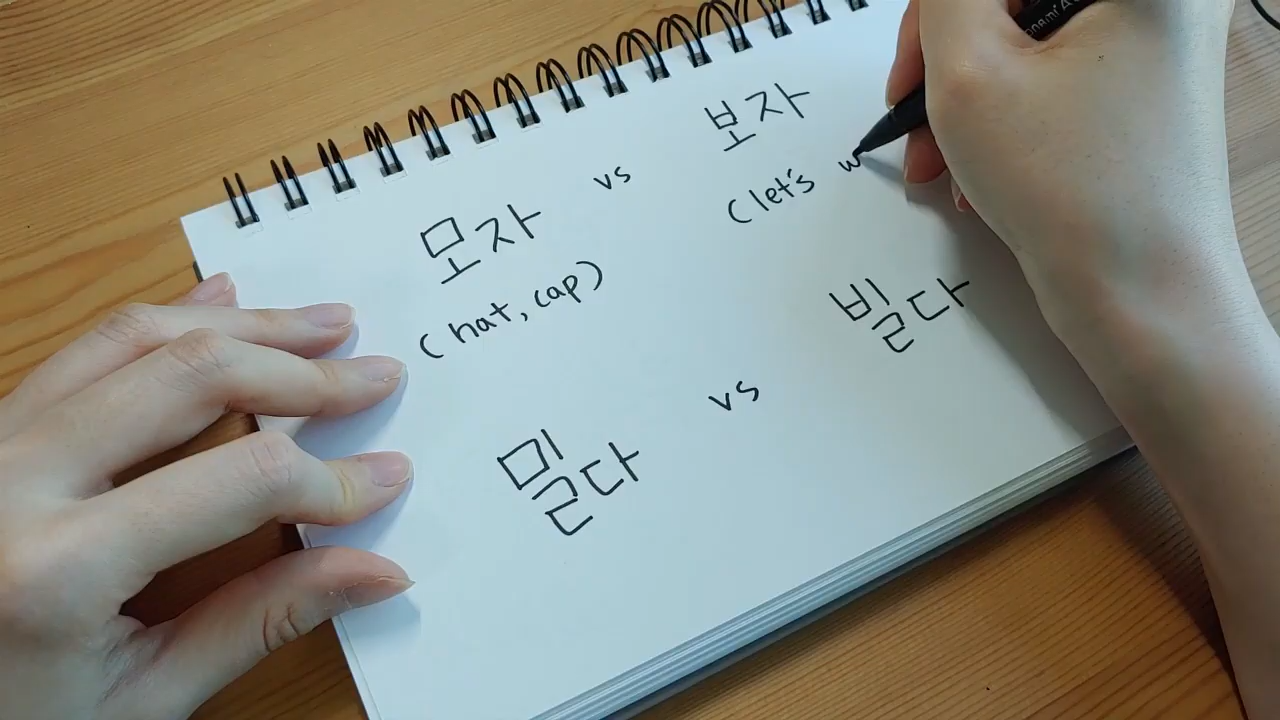 모자 vs 보자
(hat, cap) (let's w
밀다 vs 빌다